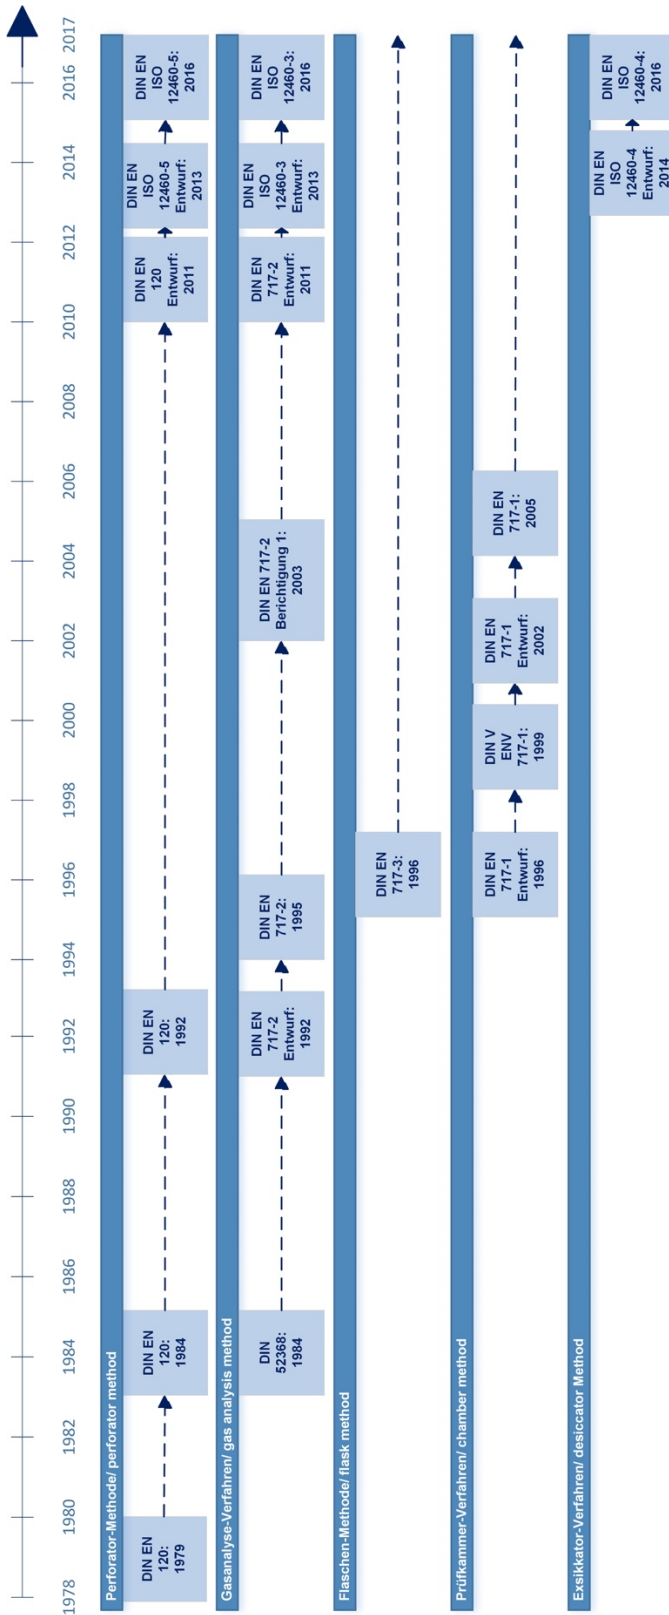 1978
1980
1982
1984
1986
1988
1990
1992
1994
1996
1998
2000
2002
2004
2006
2008
2010
2012
2014
2016
2017
Perforator-Methode/ perforator method
DIN EN
120:
1979
DIN EN
120:
1984
DIN EN
120:
1992
DIN EN
120
Entwurf:
2011
DIN EN
ISO
12460-5
Entwurf:
2013
DIN EN
ISO
12460-5:
2016
Gasanalyse-Verfahren/ gas analysis method
DIN
52368:
1984
DIN EN
717-2
Entwurf:
1992
DIN EN
717-2:
1995
DIN EN 717-2
Berichtigung 1:
2003
DIN EN
717-2
Entwurf:
2011
DIN EN
ISO
12460-3
Entwurf:
2013
DIN EN
ISO
12460-3:
2016
Flaschen-Methode/ flask method
DIN EN
717-3:
1996
Prüfkammer-Verfahren/ chamber method
DIN EN
717-1
Entwurf:
1996
DIN V
ENV
717-1:
1999
DIN EN
717-1
Entwurf:
2002
DIN EN
717-1:
2005
Exsikkator-Verfahren/ desiccator Method
DIN EN
ISO
12460-4
Entwurf:
2014
DIN EN
ISO
12460-4:
2016